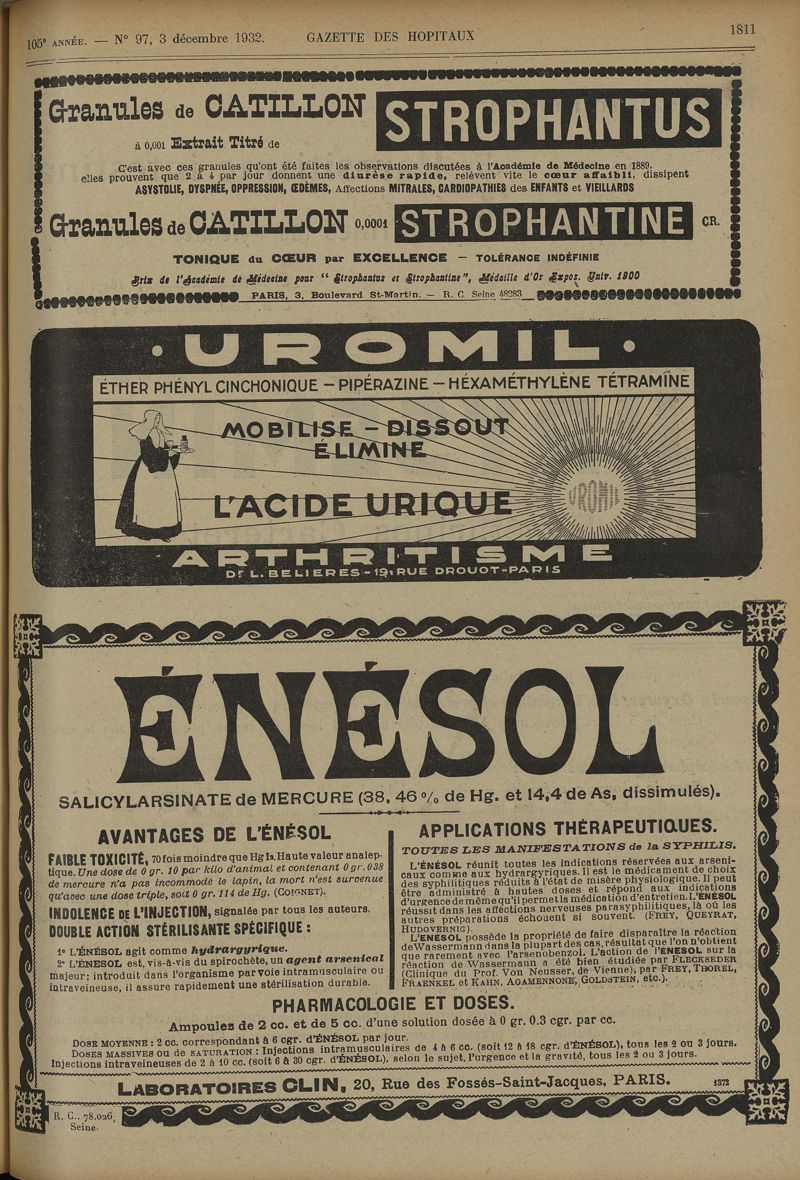 105e ANNÉE. — N° 97, 3 décembre 1932. GAZETTE DES HOPITAUX 1811
Granules de CATILLON STROPHANTUS
à 0,001 Extrait Titré de
C'est avec ces granules qu'ont été faites les observations discutées à l'Académie de Médecine en 1889,
elles prouvent que 2 à 4 par jour donnent une diurèse rapide, relèvent vite le cœur affaibli, dissipent
ASYSTOLIE, DYSPNÉE, OPPRESSION, ŒDÈMES, Affections MITRALES, CARDIOPATHIES des ENFANTS et VIEILLARDS
Granules de CATILLON 0,0001 STROPHANTINE CR.
TONIQUE du CŒUR par EXCELLENCE — TOLÉRANCE INDÉFINIE
Prix de l'Académie de Médecine pour "Strophantus et Strophantine", Médaille d'Or Expos. Univ. 1900
PARIS, 3, Boulevard St-Martin. — R. C. Seine 48283
· UROMIL ·
ÉTHER PHÉNYL CINCHONIQUE — PIPÉRAZINE — HÉXAMÉTHYLÈNE TÉTRAMÎNE
MOBILISE — DISSOUT
ÉLIMINE
L'ACIDE URIQUE
UROMIL
ARTHRITISME
Dr L. BELIERES - 19, RUE DROUOT - PARIS
ÉNÉSOL
SALICYLARSINATE de MERCURE (38, 46 % de Hg. et 14,4 de As, dissimulés).
AVANTAGES DE L'ÉNÉSOL
FAIBLE TOXICITÉ, 70 fois moindre que Hg I2. Haute valeur analep-
tique. Une dose de 0 gr. 10 par kilo d'animal et contenant 0 gr. 038
de mercure n'a pas incommodé le lapin, la mort n'est survenue
qu'avec une dose triple, soit 0 gr. 114 de Hg. (COIGNET).
INDOLENCE DE L'INJECTION, signalée par tous les auteurs.
DOUBLE ACTION STÉRILISANTE SPÉCIFIQUE :
1° L'ÉNÉSOL agit comme hydrargyrique.
2° L'ÉNÉSOL est, vis-à-vis du spirochète, un agent arsenical
majeur; introduit dans l'organisme par voie intramusculaire ou
intraveineuse, il assure rapidement une stérilisation durable.
APPLICATIONS THÉRAPEUTIQUES.
TOUTES LES MANIFESTATIONS de la SYPHILIS.
L'ÉNÉSOL réunit toutes les indications réservées aux arseni-
caux comme aux hydrargyriques. Il est le médicament de choix
des syphilitiques réduits à l'état de misère physiologique. Il peut
être administré à hautes doses et répond aux indications
d'urgence de même qu'il permet la médication d'entretien. L'ÉNÉSOL
réussit dans les affections nerveuses parasyphilitiques, là où les
autres préparations échouent si souvent. (FREY, QUEYRAT,
HUDOVERNIG).
L'ÉNÉSOL possède la propriété de faire disparaître la réaction
de Wassermann dans la plupart des cas, résultat que l'on n'obtient
que rarement avec l'arsenobenzol. L'action de l'ÉNÉSOL sur la
réaction de Wassermann a été bien étudiée par FLECKSEDER
(Clinique du Prof. Von Neusser, de Vienne), par FREY, THOREL,
FRAENKEL et KAHN, AGAMENNONE, GOLDSTEIN, etc.).
PHARMACOLOGIE ET DOSES.
Ampoules de 2 cc. et de 5 cc. d'une solution dosée à 0 gr. 0.3 cgr. par cc.
DOSE MOYENNE : 2 cc. correspondant à 6 cgr. d'ÉNÉSOL par jour.
DOSES MASSIVES ou de SATURATION : Injections intramusculaires de 4 à 6 cc. (soit 12 à 18 cgr. d'ÉNÉSOL), tous les 2 ou 3 jours.
Injections intraveineuses de 2 à 10 cc. (soit 6 à 30 cgr. d'ÉNÉSOL), selon le sujet, l'urgence et la gravité, tous les 2 ou 3 jours.
LABORATOIRES CLIN, 20, Rue des Fossés-Saint-Jacques, PARIS. 1372
R. C.. 78.026,
Seine.